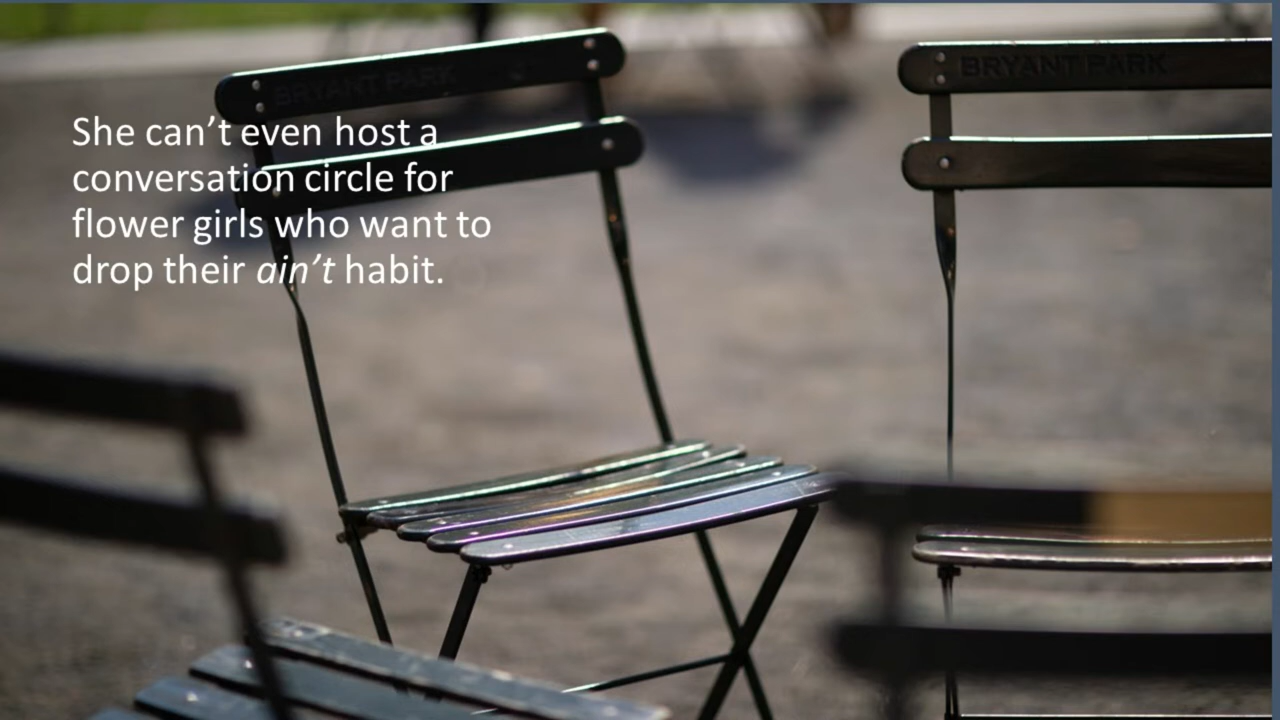 BRYANT PARK
BRYANT PARK
She can’t even host a
conversation circle for
flower girls who want to
drop their ain’t habit.